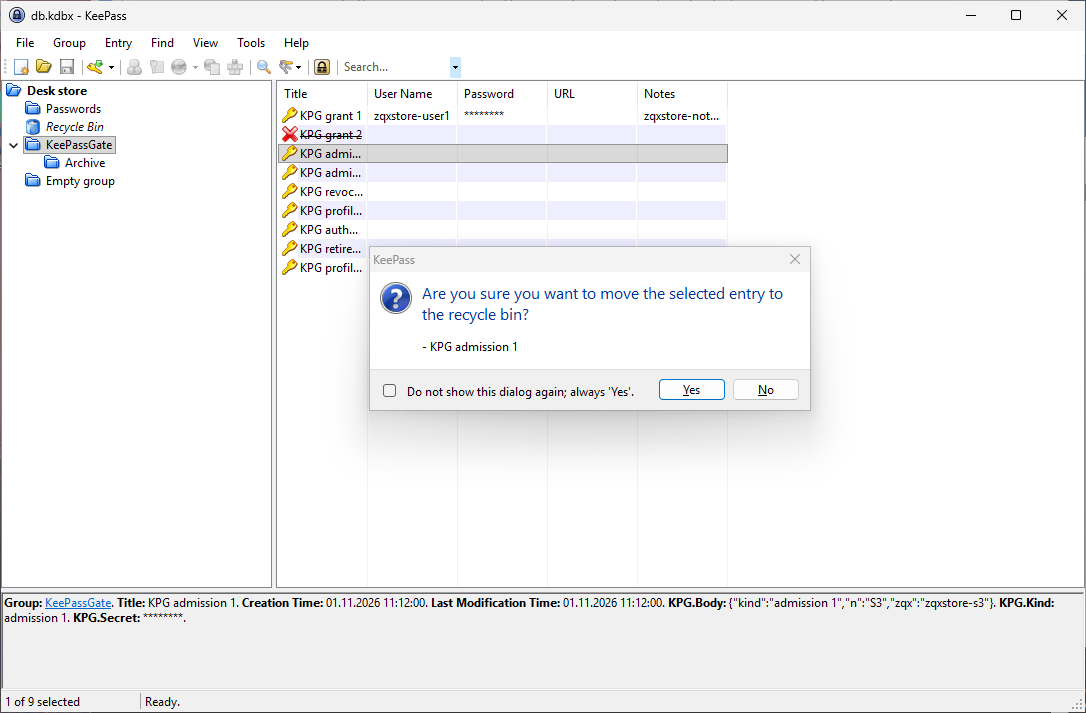 db.kdbx - KeePass
File Group Entry Find View Tools Help
Search...
Desk store
Passwords
Recycle Bin
KeePassGate
Archive
Empty group
Title User Name Password URL Notes
KPG grant 1 zqxstore-user1 ******** zqxstore-not...
KPG grant 2
KPG admi...
KPG admi...
KPG revoc...
KPG profil...
KPG auth...
KPG retire...
KPG profil...
KeePass
Are you sure you want to move the selected entry to
the recycle bin?
- KPG admission 1
Do not show this dialog again; always 'Yes'.
Yes No
Group: KeePassGate. Title: KPG admission 1. Creation Time: 01.11.2026 11:12:00. Last Modification Time: 01.11.2026 11:12:00. KPG.Body: {"kind":"admission 1","n":"S3","zqx":"zqxstore-s3"}. KPG.Kind:
admission 1. KPG.Secret: ********.
1 of 9 selected Ready.